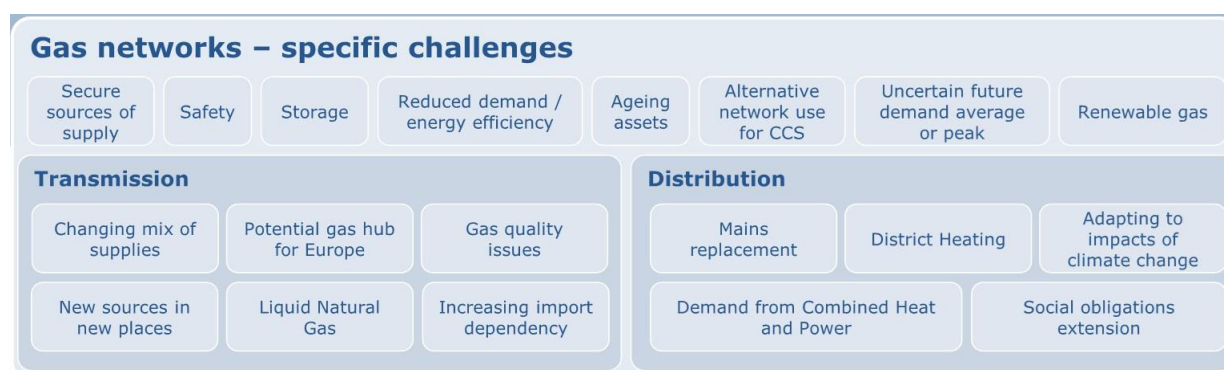 Gas networks – specific challenges
Secure
sources of
supply
Safety
Storage
Reduced demand /
energy efficiency
Ageing
assets
Alternative
network use
for CCS
Uncertain future
demand average
or peak
Renewable gas
Transmission
Changing mix of
supplies
Potential gas hub
for Europe
Gas quality
issues
New sources in
new places
Liquid Natural
Gas
Increasing import
dependency
Distribution
Mains
replacement
District Heating
Adapting to
impacts of
climate change
Demand from Combined Heat
and Power
Social obligations
extension